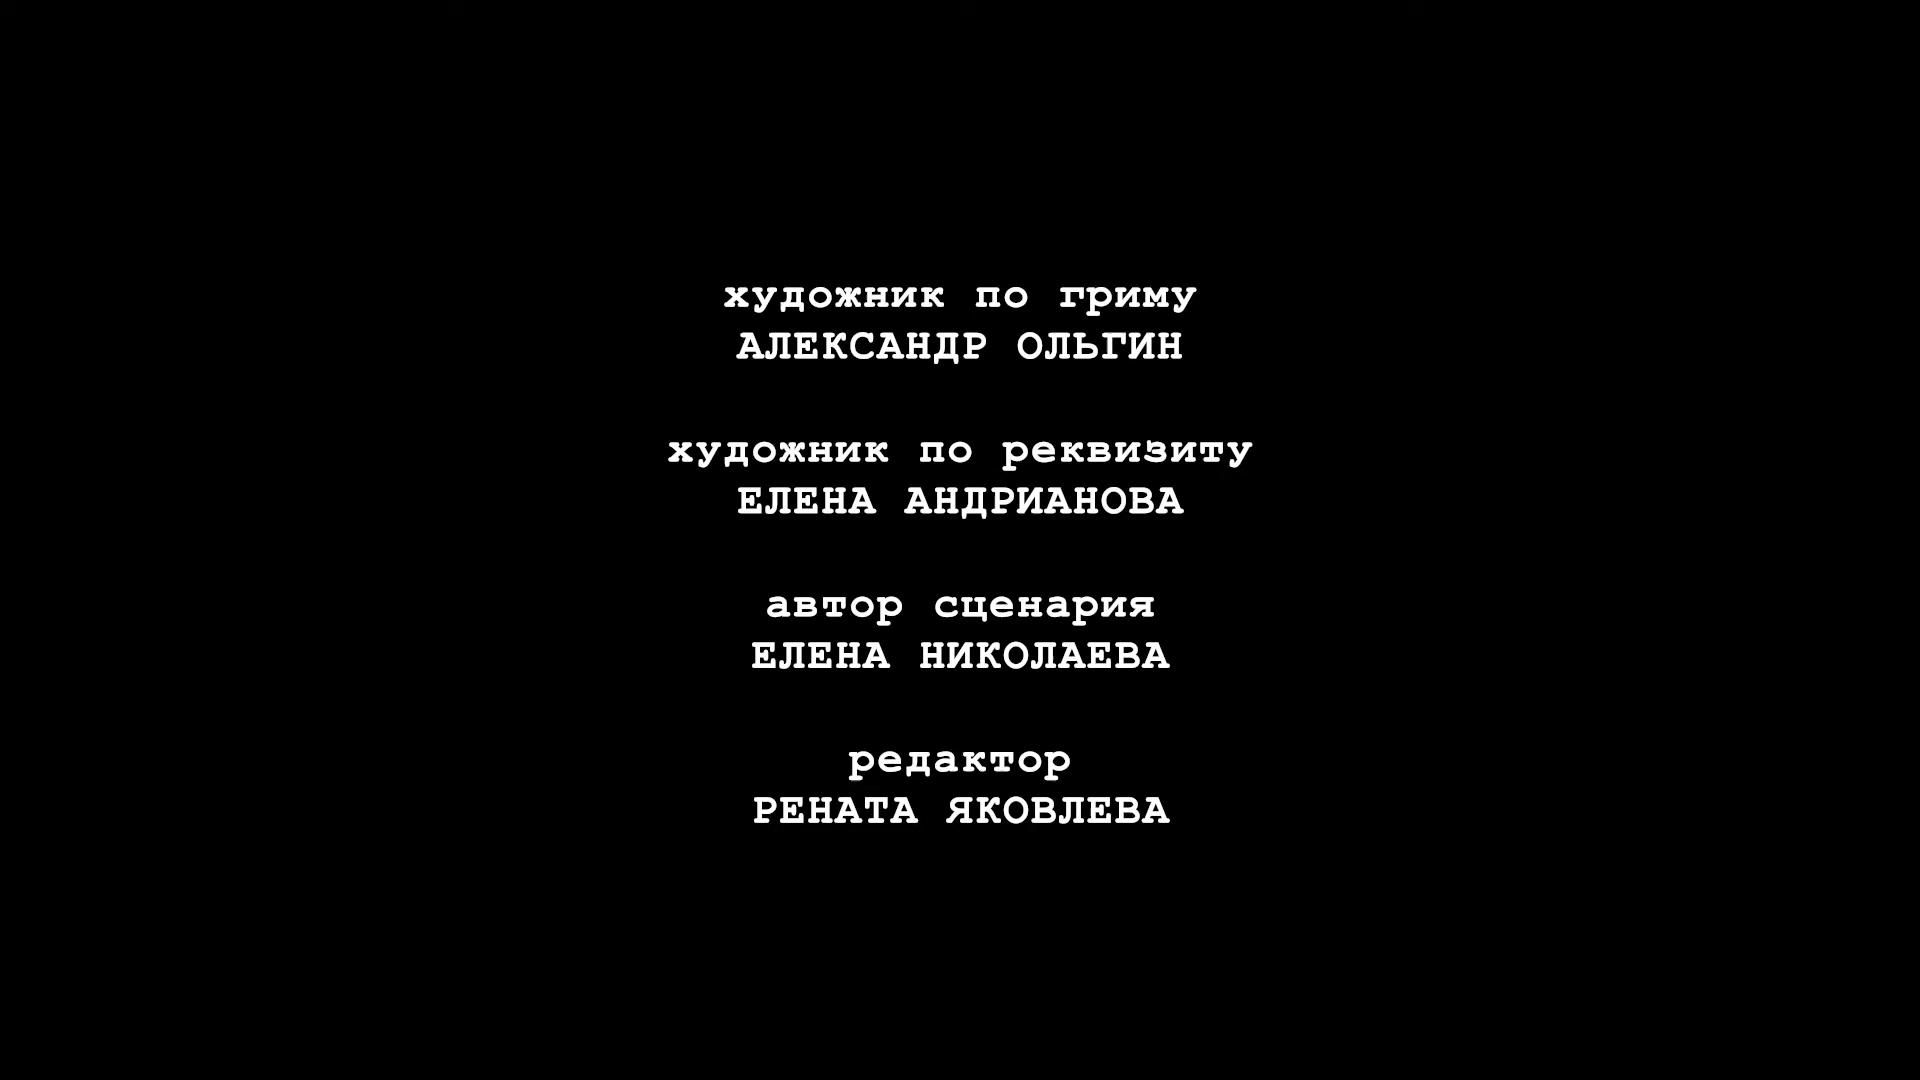 художник по гриму
АЛЕКСАНДР ОЛЬГИН
художник по реквизиту
ЕЛЕНА АНДРИАНОВА
автор сценария
ЕЛЕНА НИКОЛАЕВА
редактор
РЕНАТА ЯКОВЛЕВА